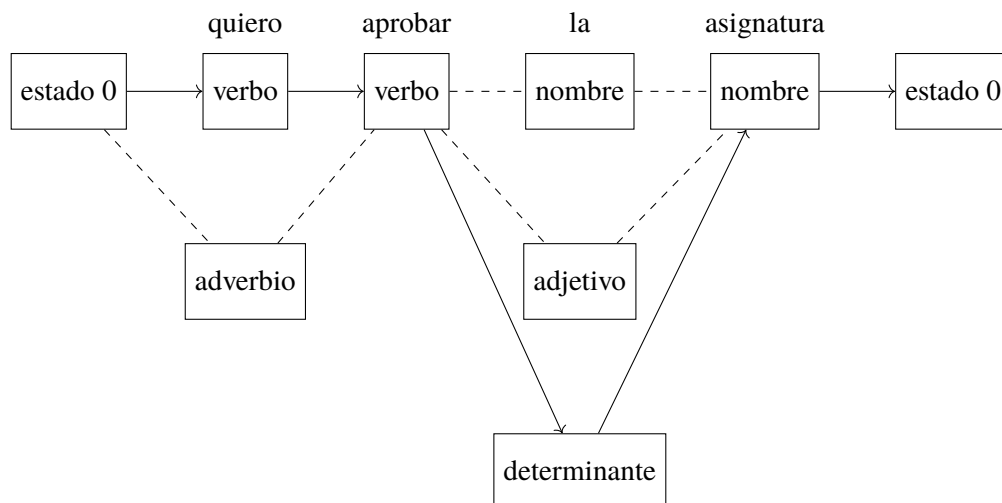 quiero aprobar la asignatura
estado 0 verbo verbo nombre nombre estado 0
adverbio adjetivo
determinante